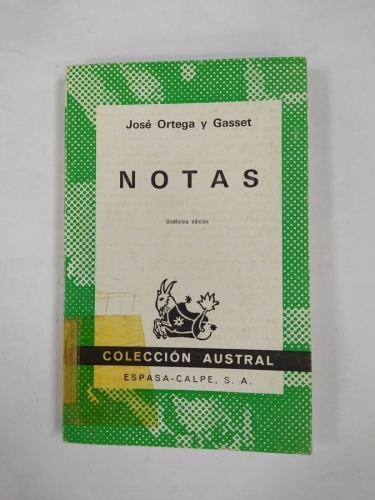 José Ortega y Gasset
NOTAS
Undécima edición
COLECCIÓN AUSTRAL
ESPASA-CALPE, S. A.